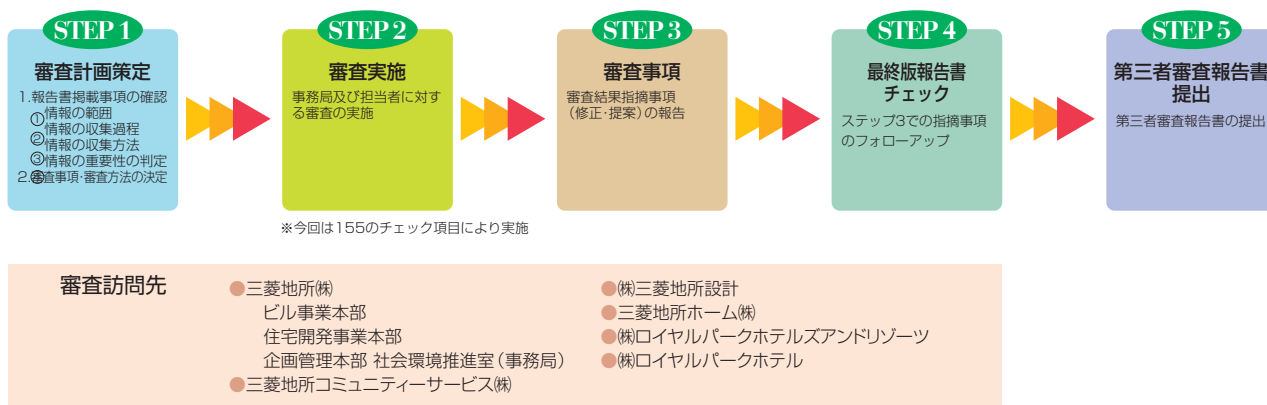 STEP 1
審査計画策定
1.報告書掲載事項の確認
①情報の範囲
②情報の収集過程
③情報の収集方法
④情報の重要性の判定
2.審査事項・審査方法の決定
STEP 2
審査実施
事務局及び担当者に対す
る審査の実施
※今回は155のチェック項目により実施
STEP 3
審査事項
審査結果指摘事項
(修正・提案)の報告
STEP 4
最終版報告書
チェック
ステップ3での指摘事項
のフォローアップ
STEP 5
第三者審査報告書
提出
第三者審査報告書の提出
審査訪問先
●三菱地所㈱
ビル事業本部
住宅開発事業本部
企画管理本部 社会環境推進室(事務局)
●三菱地所コミュニティーサービス㈱
●㈱三菱地所設計
●三菱地所ホーム㈱
●㈱ロイヤルパークホテルズアンドリゾーツ
●㈱ロイヤルパークホテル